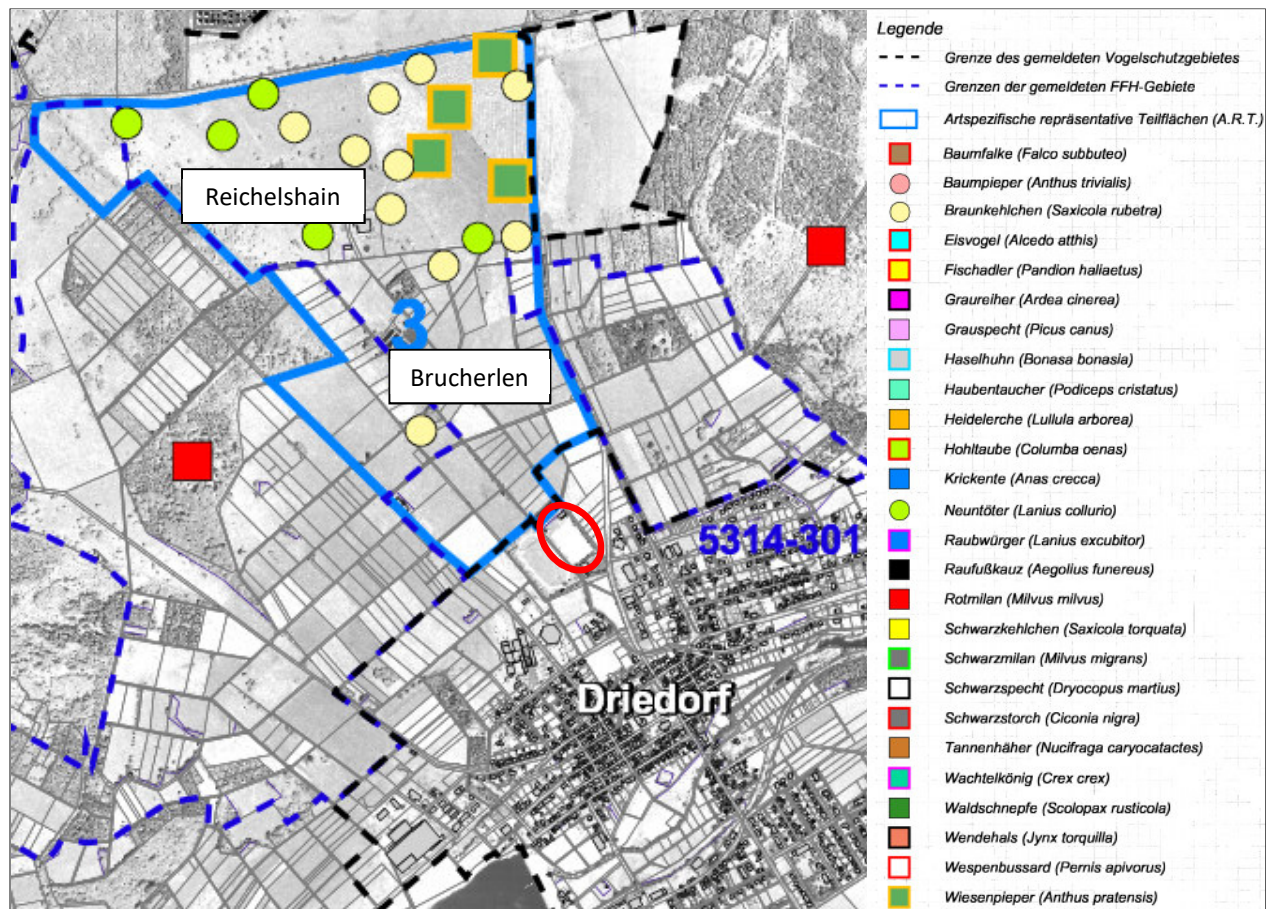 Reichelshain
3
Brucherlen
5314-301
Driedorf
Legende
Grenze des gemeldeten Vogelschutzgebietes
Grenzen der gemeldeten FFH-Gebiete
Artspezifische repräsentative Teilflächen (A.R.T.)
Baumfalke (Falco subbuteo)
Baumpieper (Anthus trivialis)
Braunkehlchen (Saxicola rubetra)
Eisvogel (Alcedo atthis)
Fischadler (Pandion haliaetus)
Graureiher (Ardea cinerea)
Grauspecht (Picus canus)
Haselhuhn (Bonasa bonasia)
Haubentaucher (Podiceps cristatus)
Heidelerche (Lullula arborea)
Hohltaube (Columba oenas)
Krickente (Anas crecca)
Neuntöter (Lanius collurio)
Raubwürger (Lanius excubitor)
Raufußkauz (Aegolius funereus)
Rotmilan (Milvus milvus)
Schwarzkehlchen (Saxicola torquata)
Schwarzmilan (Milvus migrans)
Schwarzspecht (Dryocopus martius)
Schwarzstorch (Ciconia nigra)
Tannenhäher (Nucifraga caryocatactes)
Wachtelkönig (Crex crex)
Waldschnepfe (Scolopax rusticola)
Wendehals (Jynx torquilla)
Wespenbussard (Pernis apivorus)
Wiesenpieper (Anthus pratensis)